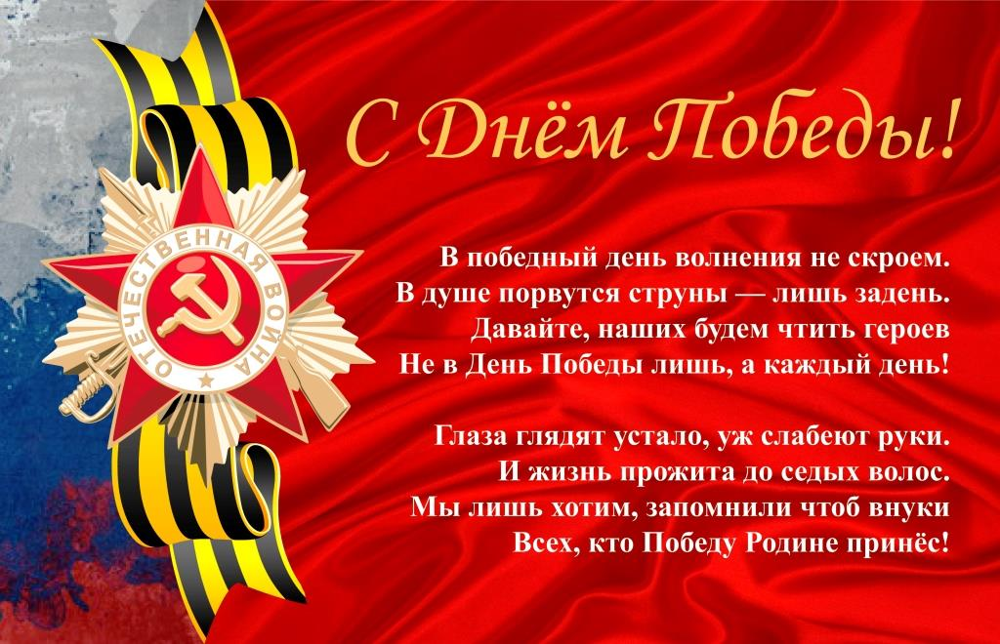 С Днём Победы!
ОТЕЧЕСТВЕННАЯ ВОЙНА
В победный день волнения не скроем.
В душе порвутся струны — лишь задень.
Давайте, наших будем чтить героев
Не в День Победы лишь, а каждый день!
Глаза глядят устало, уж слабеют руки.
И жизнь прожита до седых волос.
Мы лишь хотим, запомнили чтоб внуки
Всех, кто Победу Родине принёс!